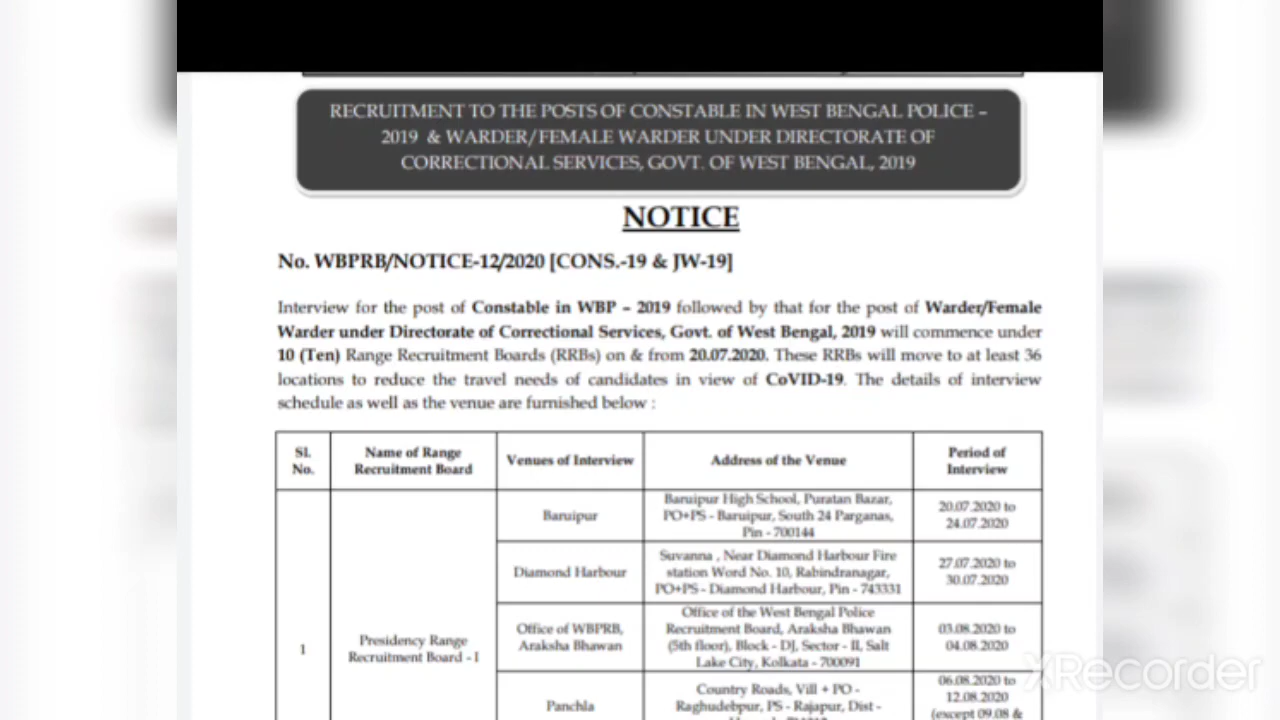 RECRUITMENT TO THE POSTS OF CONSTABLE IN WEST BENGAL POLICE –
2019 & WARDER/FEMALE WARDER UNDER DIRECTORATE OF
CORRECTIONAL SERVICES, GOVT. OF WEST BENGAL, 2019
NOTICE
No. WBPRB/NOTICE-12/2020 [CONS.-19 & JW-19]
Interview for the post of Constable in WBP – 2019 followed by that for the post of Warder/Female
Warder under Directorate of Correctional Services, Govt. of West Bengal, 2019 will commence under
10 (Ten) Range Recruitment Boards (RRBs) on & from 20.07.2020. These RRBs will move to at least 36
locations to reduce the travel needs of candidates in view of CoVID-19. The details of interview
schedule as well as the venue are furnished below :
Sl.
No.
Name of Range
Recruitment Board
Venues of Interview
Address of the Venue
Period of
Interview
1
Presidency Range
Recruitment Board - I
Baruipur
Baruipur High School, Puratan Bazar,
PO+PS - Baruipur, South 24 Parganas,
Pin - 700144
20.07.2020 to
24.07.2020
Diamond Harbour
Suvanna , Near Diamond Harbour Fire
station Word No. 10, Rabindranagar,
PO+PS - Diamond Harbour, Pin - 743331
27.07.2020 to
30.07.2020
Office of WBPRB,
Araksha Bhawan
Office of the West Bengal Police
Recruitment Board, Araksha Bhawan
(5th floor), Block - DJ, Sector - II, Salt
Lake City, Kolkata - 700091
03.08.2020 to
04.08.2020
Panchla
Country Roads, Vill + PO -
Raghudebpur, PS - Rajapur, Dist -
06.08.2020 to
12.08.2020
(except 09.08 &
XRecorder